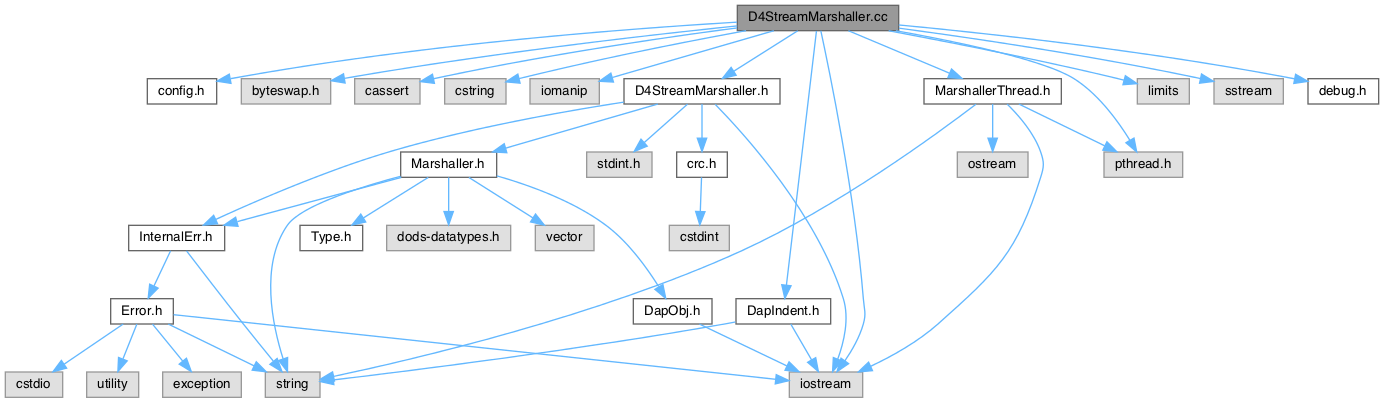 D4StreamMarshaller.cc
config.h
byteswap.h
cassert
cstring
iomanip
D4StreamMarshaller.h
MarshallerThread.h
limits
sstream
debug.h
Marshaller.h
stdint.h
crc.h
ostream
pthread.h
InternalErr.h
Type.h
dods-datatypes.h
vector
cstdint
Error.h
DapObj.h
DapIndent.h
cstdio
utility
exception
string
iostream